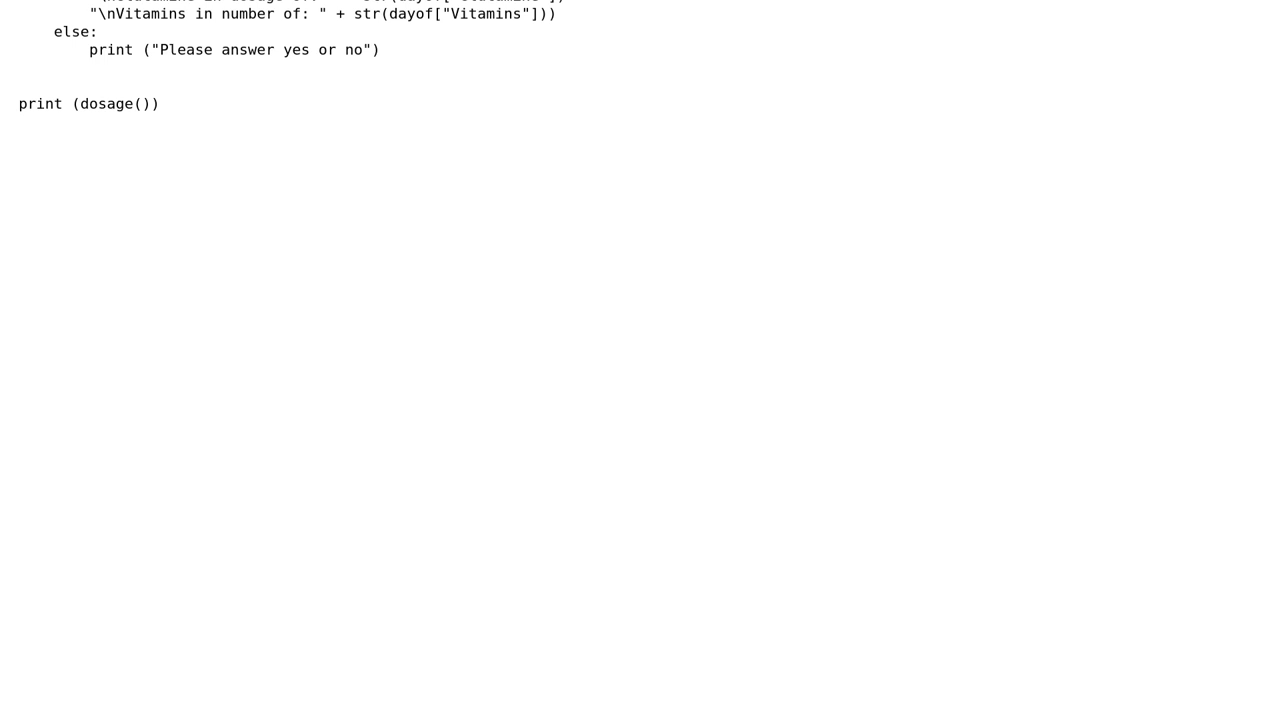 "\nVitamins in number of: " + str(dayof["Vitamins"]))
else:
print ("Please answer yes or no")
print (dosage())